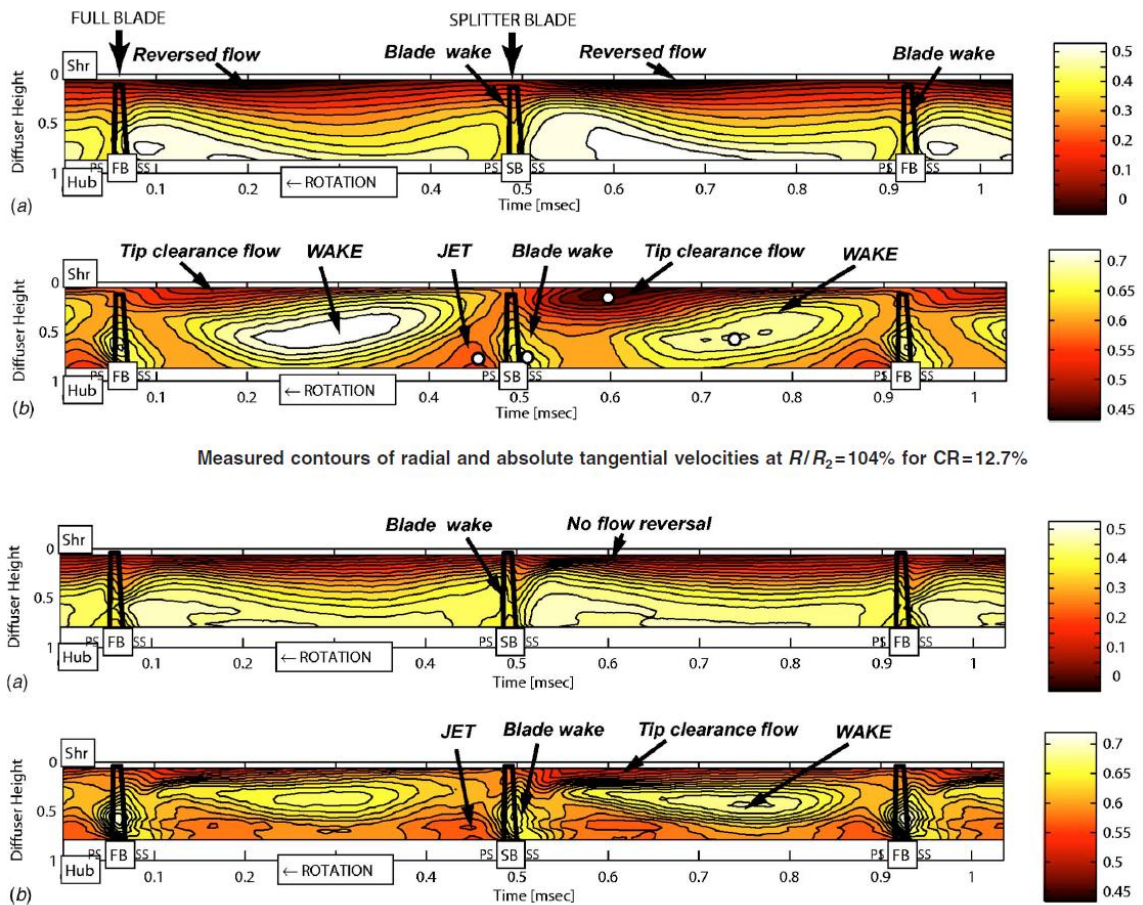 FULL BLADE
SPLITTER BLADE
Shr
Reversed flow
Blade wake
Reversed flow
Blade wake
Diffuser Height
0
0.5
1
PS FB SS
PS SB SS
PS FB SS
Hub
← ROTATION
0.1 0.2 0.4 0.5 0.6 0.7 0.8 0.9 1
Time [msec]
(a)
0.5
0.4
0.3
0.2
0.1
0
Shr
Tip clearance flow
WAKE
JET
Blade wake
Tip clearance flow
WAKE
Diffuser Height
0
0.5
1
PS FB SS
PS SB SS
FB SS
Hub
← ROTATION
0.1 0.2 0.4 0.5 0.6 0.7 0.8 0.9 1
Time [msec]
(b)
0.7
0.65
0.6
0.55
0.5
0.45
Measured contours of radial and absolute tangential velocities at R/R2=104% for CR=12.7%
Shr
Blade wake
No flow reversal
Diffuser Height
0
0.5
1
PS FB SS
PS SB SS
PS FB SS
Hub
← ROTATION
0.1 0.2 0.4 0.5 0.6 0.7 0.8 0.9 1
Time [msec]
(a)
0.5
0.4
0.3
0.2
0.1
0
Shr
JET
Blade wake
Tip clearance flow
WAKE
Diffuser Height
0
0.5
1
PS FB SS
PS SB SS
PS FB SS
Hub
← ROTATION
0.1 0.2 0.4 0.5 0.6 0.7 0.8 0.9 1
Time [msec]
(b)
0.7
0.65
0.6
0.55
0.5
0.45